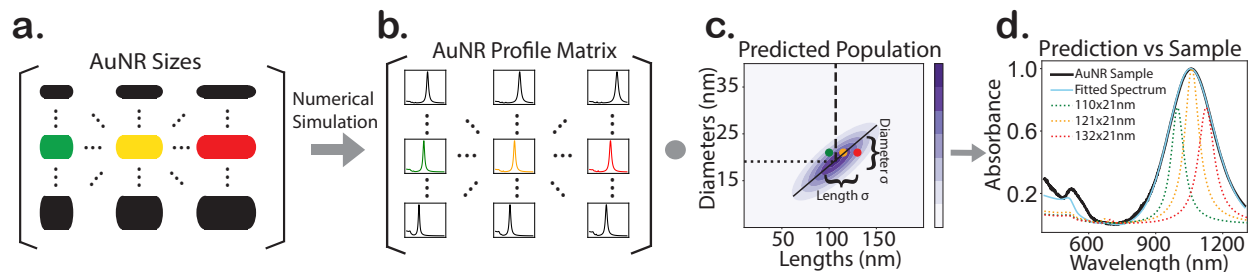 a.
AuNR Sizes
Numerical
Simulation
b.
AuNR Profile Matrix
c.
Predicted Population
Diameters (nm)
35
25
15
Diameter σ
Length σ
50
100
150
Lengths (nm)
d.
Prediction vs Sample
Absorbance
1.0
0.6
0.2
AuNR Sample
Fitted Spectrum
110x21nm
121x21nm
132x21nm
600
900
1200
Wavelength (nm)